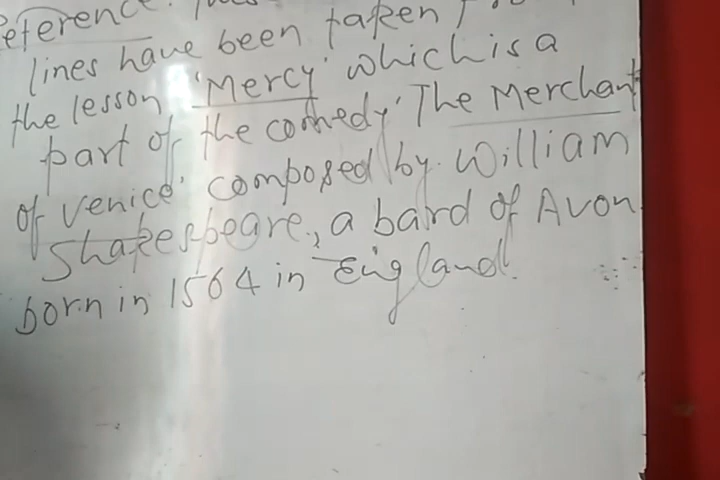 Reference:
lines have been taken
the lesson 'Mercy' which is a
part of the comedy 'The Merchant
of Venice' composed by William
Shakespeare, a bard of Avon
born in 1564 in England.